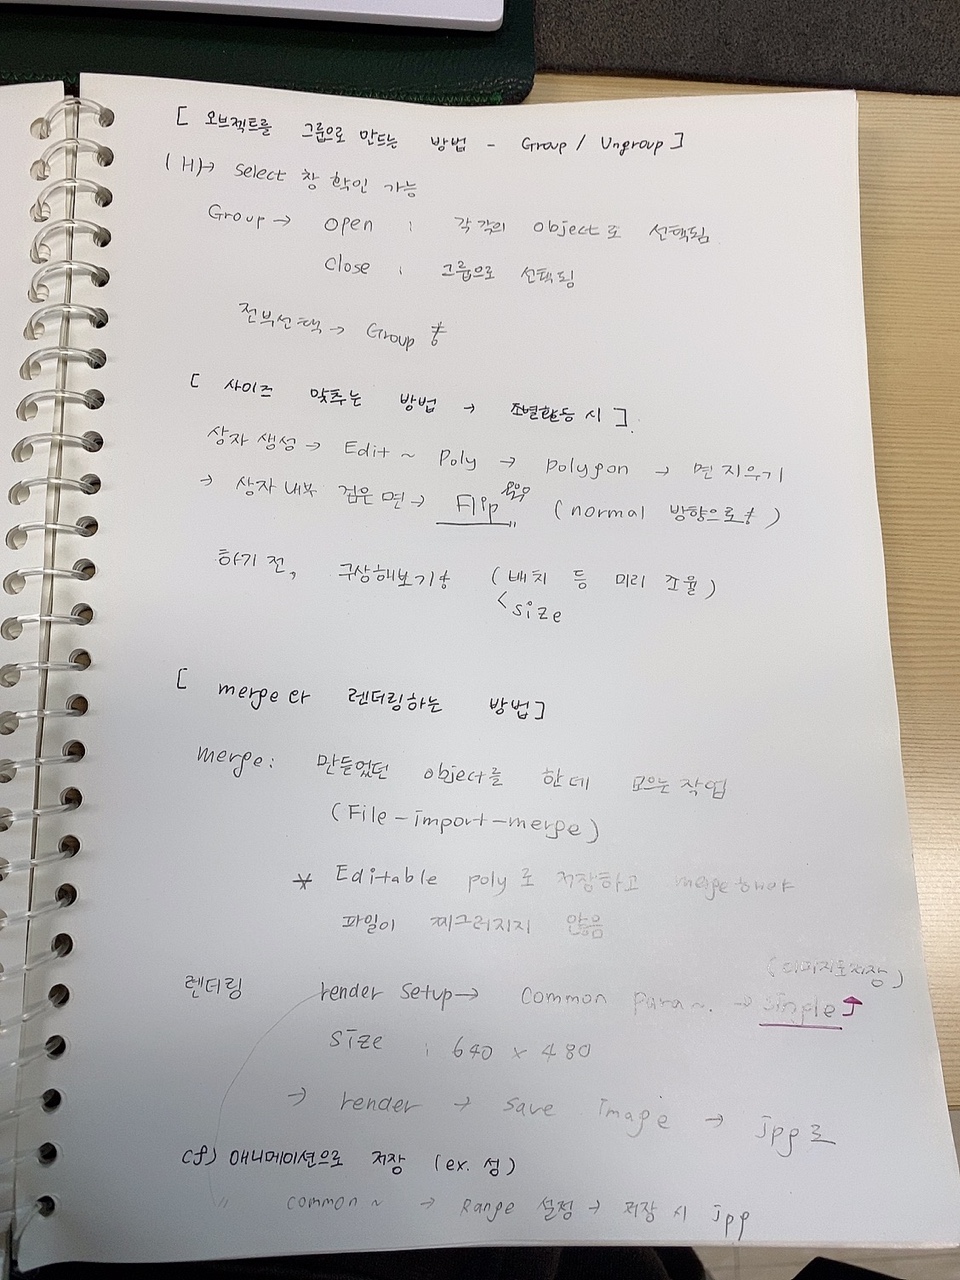 [ 오브젝트를 그룹으로 만드는 방법 - Group / Ungroup ]
(H)→ select 창 확인 가능
Group → open : 각각의 object로 선택됨
Close : 그룹으로 선택됨
전부선택 → Group
[ 사이즈 맞추는 방법 → 조별활동 시 ].
상자 생성 → Edit ~ Poly → polygon → 면 지우기
→ 상자 내부 검은 면 → Flip (normal 방향으로)
하기 전, 구상해보기 (배치 등 미리 조율)
size
[ merge와 렌더링하는 방법 ]
merge: 만들었던 object를 한데 모으는 작업
(File - import - merge)
* Editable poly로 저장하고 merge해야
파일이 찌그러지지 않음
(이미지로 저장)
렌더링 render setup → Common Para~. → single
size : 640 x 480
→ render → save Image → jpg로
cf) 애니메이션으로 저장 (ex. 성)
〃 common ~ → Range 설정 → 저장 시 jpg